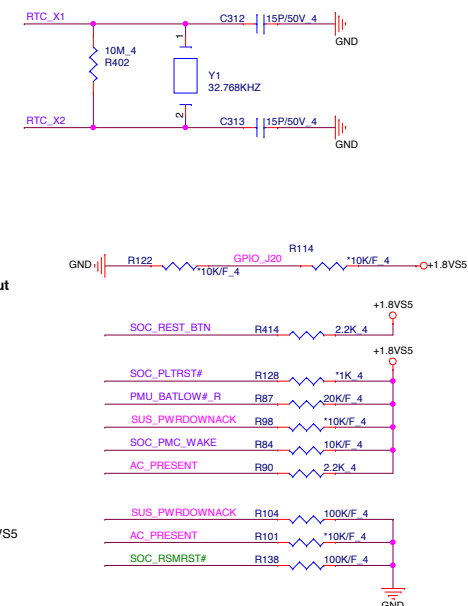 RTC_X1 C312 15P/50V_4
GND
10M_4
R402
1
Y1
32.768KHZ
2
RTC_X2 C313 15P/50V_4
GND
R114
GND R122 GPIO_J20 *10K/F_4 +1.8VS5
*10K/F_4
ut
+1.8VS5
SOC_REST_BTN R414 2.2K_4
+1.8VS5
SOC_PLTRST# R128 *1K_4
PMU_BATLOW#_R R87 20K/F_4
SUS_PWRDOWNACK R98 *10K/F_4
SOC_PMC_WAKE R84 10K/F_4
AC_PRESENT R90 2.2K_4
SUS_PWRDOWNACK R104 100K/F_4
VS5
AC_PRESENT R101 *10K/F_4
SOC_RSMRST# R138 100K/F_4
GND